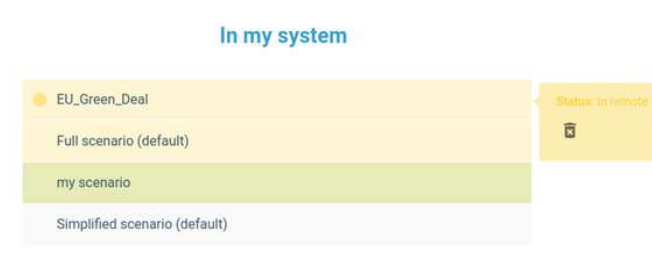 In my system
EU_Green_Deal
Status: In remote
Full scenario (default)
my scenario
Simplified scenario (default)